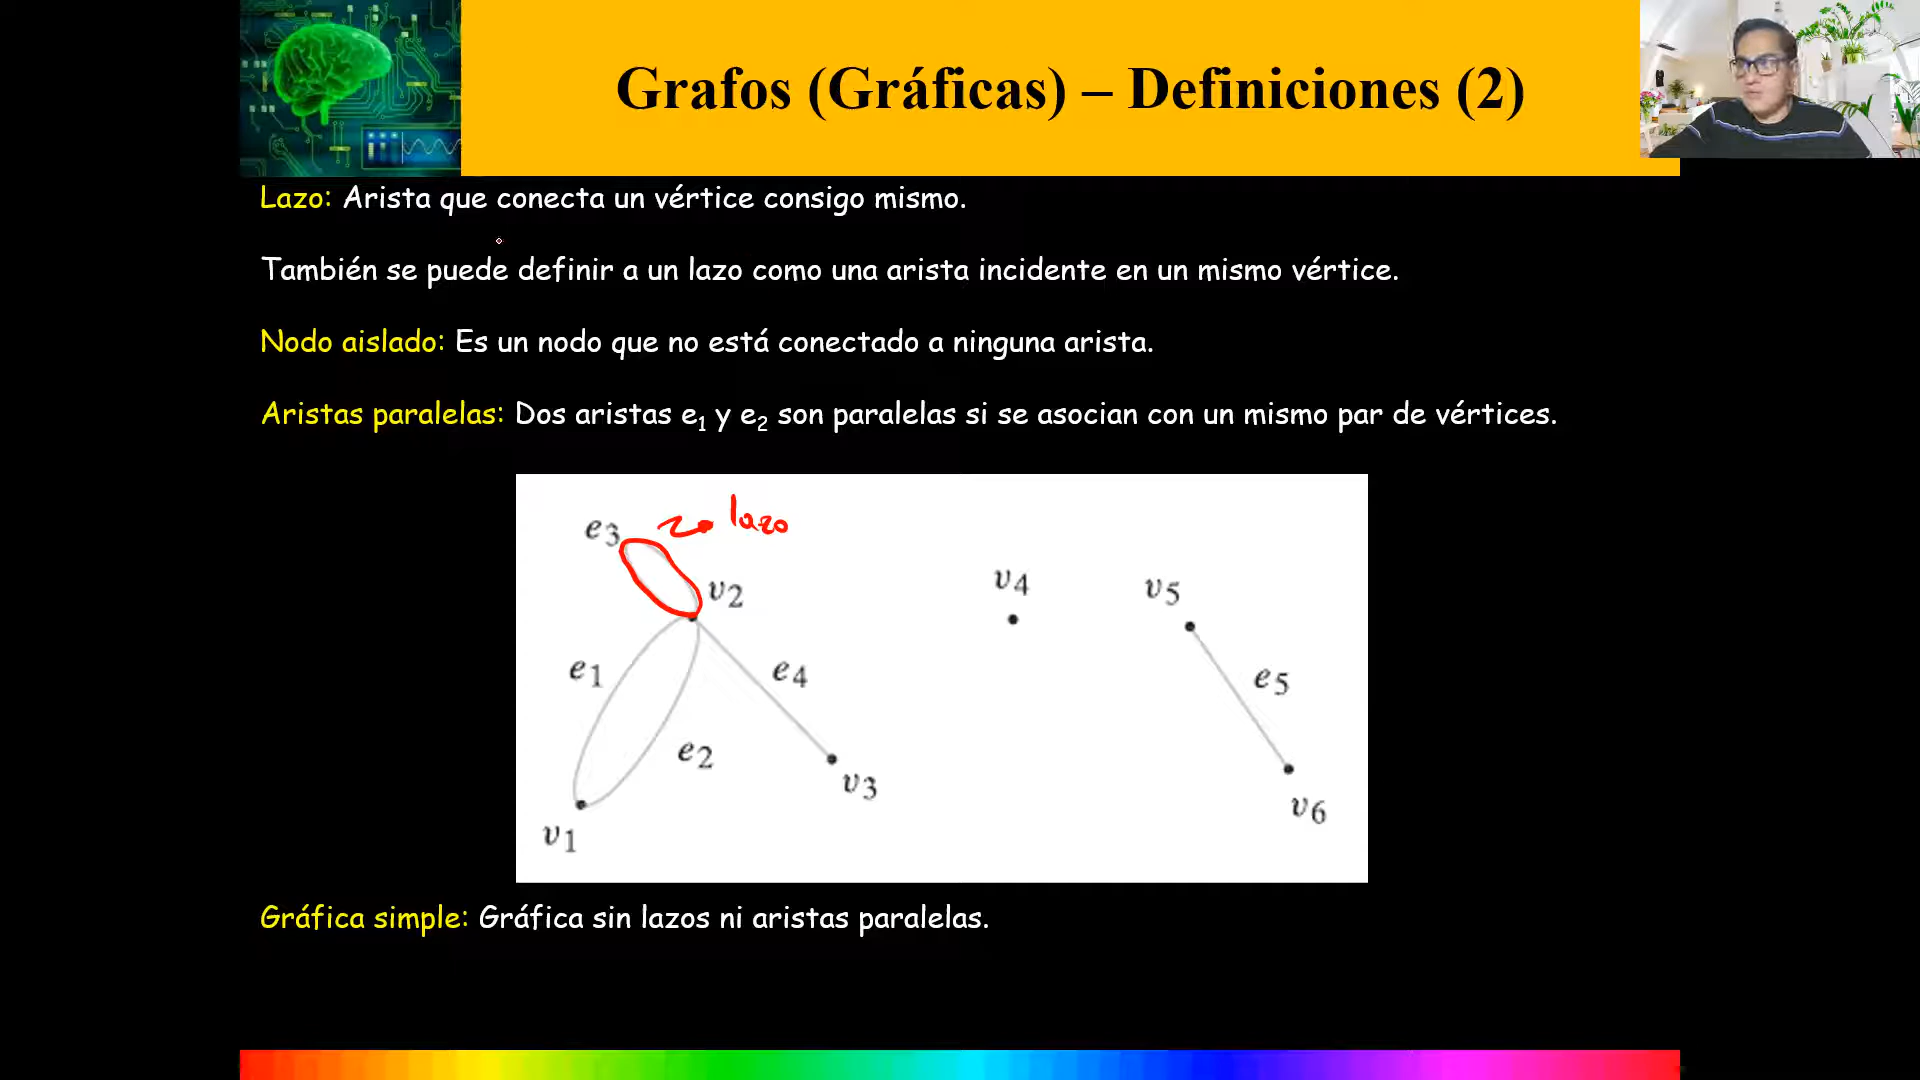 Grafos (Gráficas) – Definiciones (2)
Lazo: Arista que conecta un vértice consigo mismo.
También se puede definir a un lazo como una arista incidente en un mismo vértice.
Nodo aislado: Es un nodo que no está conectado a ninguna arista.
Aristas paralelas: Dos aristas e₁ y e₂ son paralelas si se asocian con un mismo par de vértices.
e3
lazo
v2
v4
v5
e1
e4
e5
e2
v3
v6
v1
Gráfica simple: Gráfica sin lazos ni aristas paralelas.